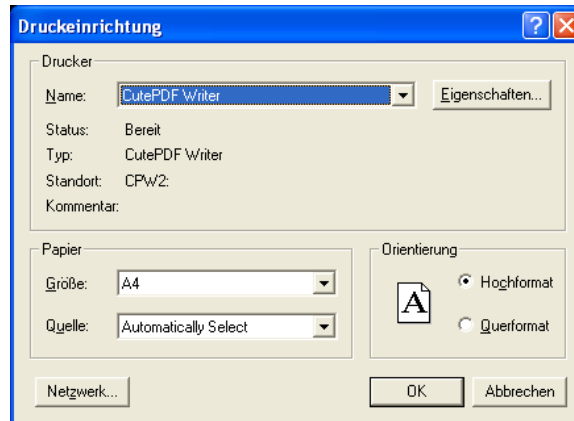 Druckeinrichtung
Drucker
Name: CutePDF Writer Eigenschaften...
Status: Bereit
Typ: CutePDF Writer
Standort: CPW2:
Kommentar:
Papier
Größe: A4
Quelle: Automatically Select
Orientierung
A
Hochformat
Querformat
Netzwerk... OK Abbrechen